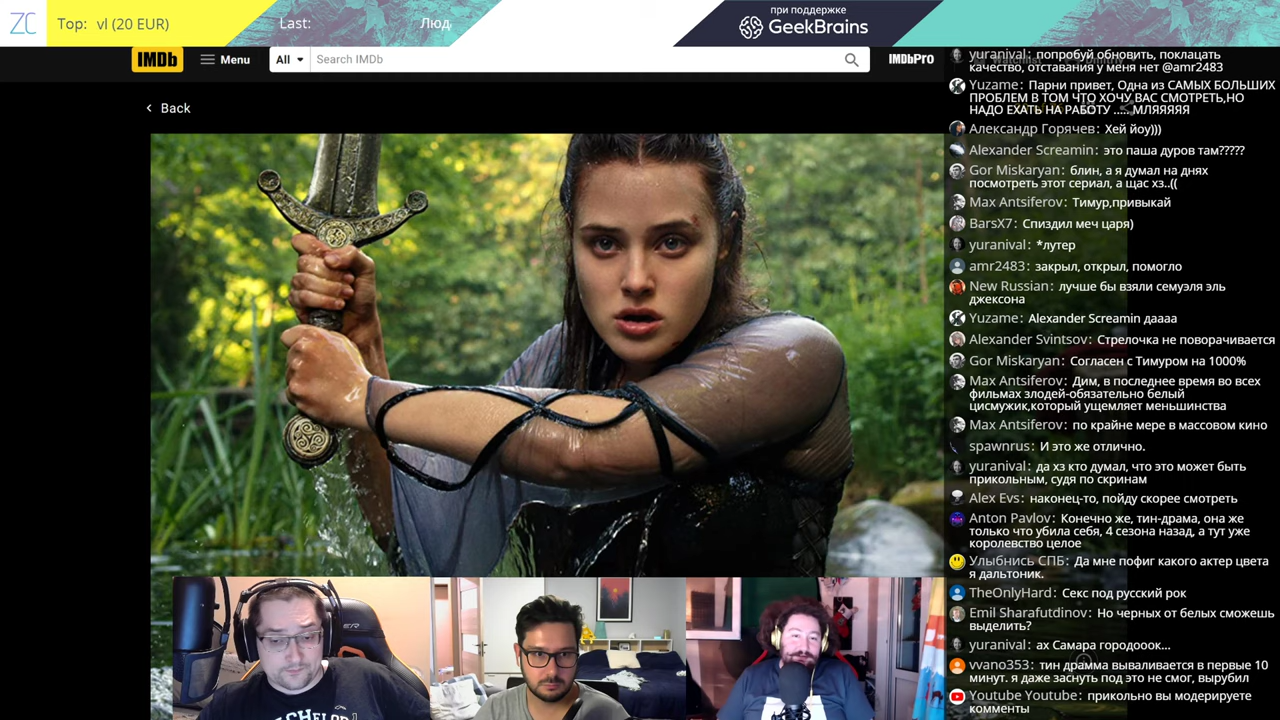 ZC
Top: vl (20 EUR)
Last:
Люд
при поддержке
GeekBrains
IMDb
Menu
All
Search IMDb
IMDbPro
Back
yuranival: попробуй обновить, поклацать
качество, отставания у меня нет @amr2483
Yuzame: Парни привет, Одна из САМЫХ БОЛЬШИХ
ПРОБЛЕМ В ТОМ ЧТО ХОЧУ ВАС СМОТРЕТЬ,НО
НАДО ЕХАТЬ НА РАБОТУ .....МЛЯЯЯЯЯ
Александр Горячев: Хей йоу)))
Alexander Screamin: это паша дуров там?????
Gor Miskaryan: блин, а я думал на днях
посмотреть этот сериал, а щас хз..((
Max Antsiferov: Тимур,привыкай
BarsX7: Спиздил меч царя)
yuranival: *лутер
amr2483: закрыл, открыл, помогло
New Russian: лучше бы взяли семуэля эль
джексона
Yuzame: Alexander Screamin даааа
Alexander Svintsov: Стрелочка не поворачивается
Gor Miskaryan: Согласен с Тимуром на 1000%
Max Antsiferov: Дим, в последнее время во всех
фильмах злодей-обязательно белый
цисмужик,который ущемляет меньшинства
Max Antsiferov: по крайне мере в массовом кино
spawnrus: И это же отлично.
yuranival: да хз кто думал, что это может быть
прикольным, судя по скринам
Alex Evs: наконец-то, пойду скорее смотреть
Anton Pavlov: Конечно же, тин-драма, она же
только что убила себя, 4 сезона назад, а тут уже
королевство целое
Улыбнись СПБ: Да мне пофиг какого актер цвета
я дальтоник.
TheOnlyHard: Секс под русский рок
Emil Sharafutdinov: Но черных от белых сможешь
выделить?
yuranival: ах Самара городооок...
vvano353: тин драмма вываливается в первые 10
минут. я даже заснуть под это не смог, вырубил
Youtube Youtube: прикольно вы модерируете
комменты